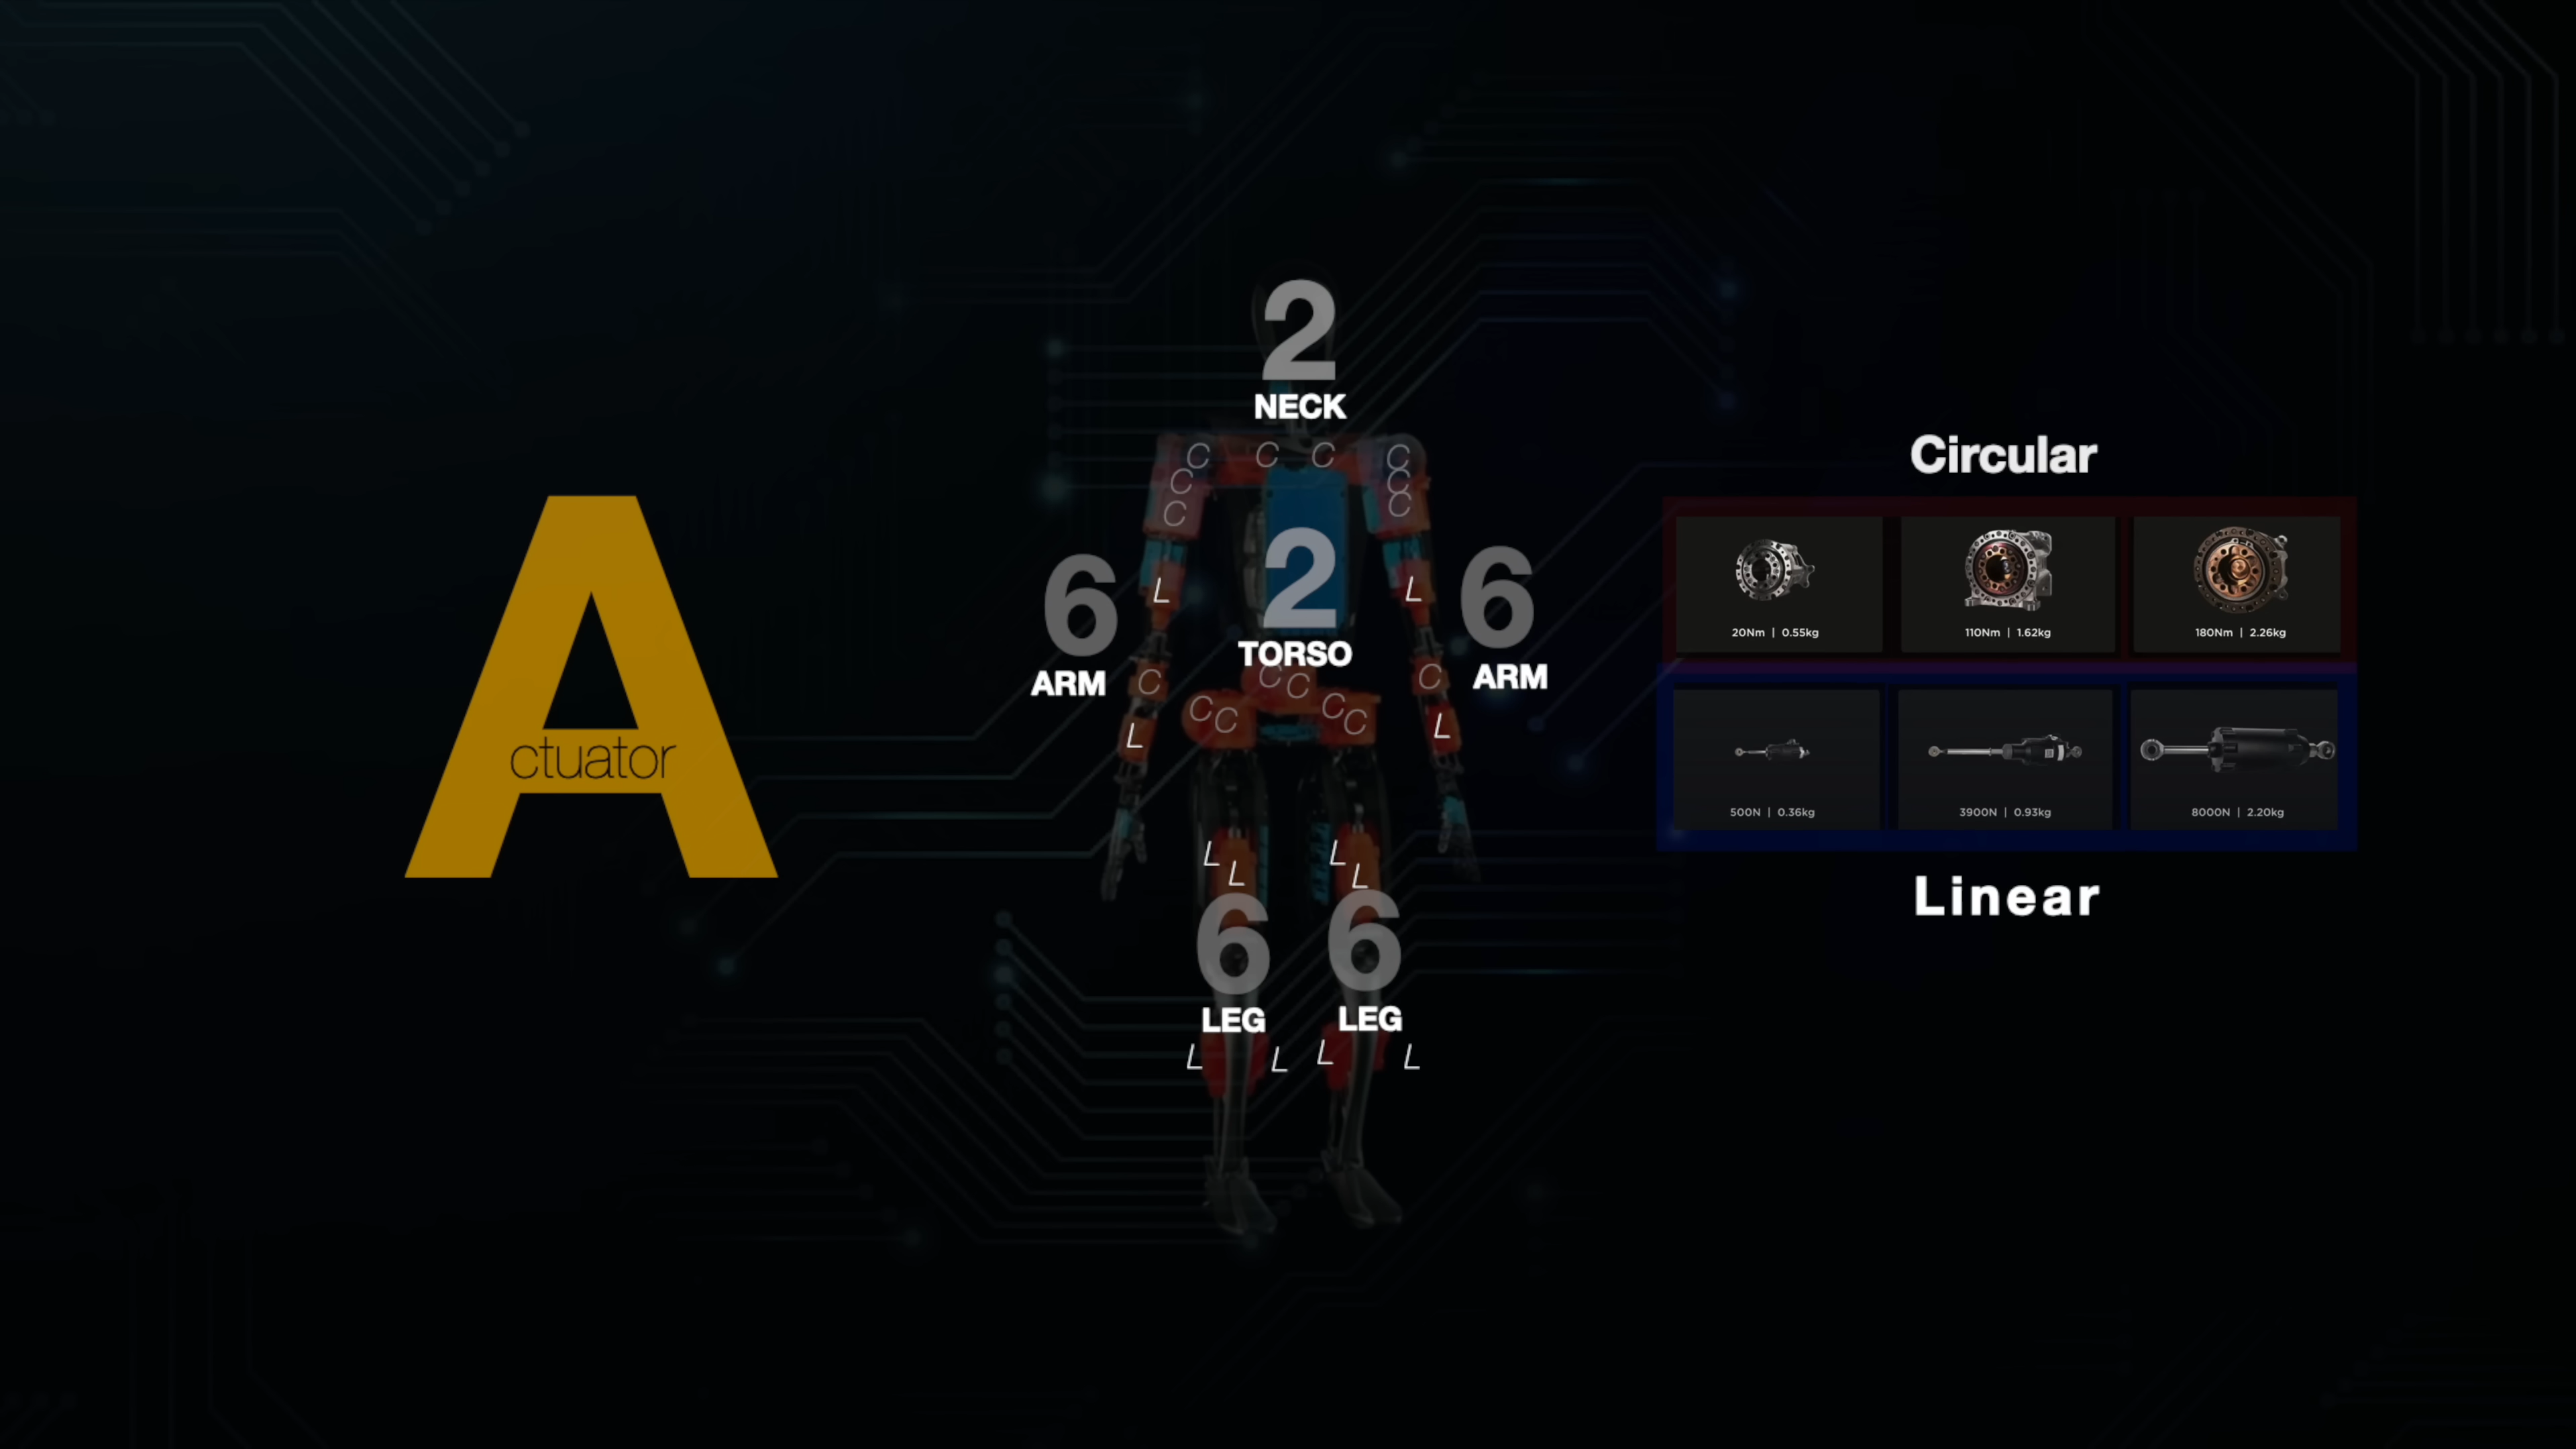 A
ctuator
2
NECK
C C C C
C C
C C
6
ARM
2
TORSO
6
ARM
L L
C C
C C
C C C C
L L
L L
L L
6
LEG
6
LEG
L L L L
Circular
20Nm | 0.55kg
110Nm | 1.62kg
180Nm | 2.26kg
500N | 0.36kg
3900N | 0.93kg
8000N | 2.20kg
Linear